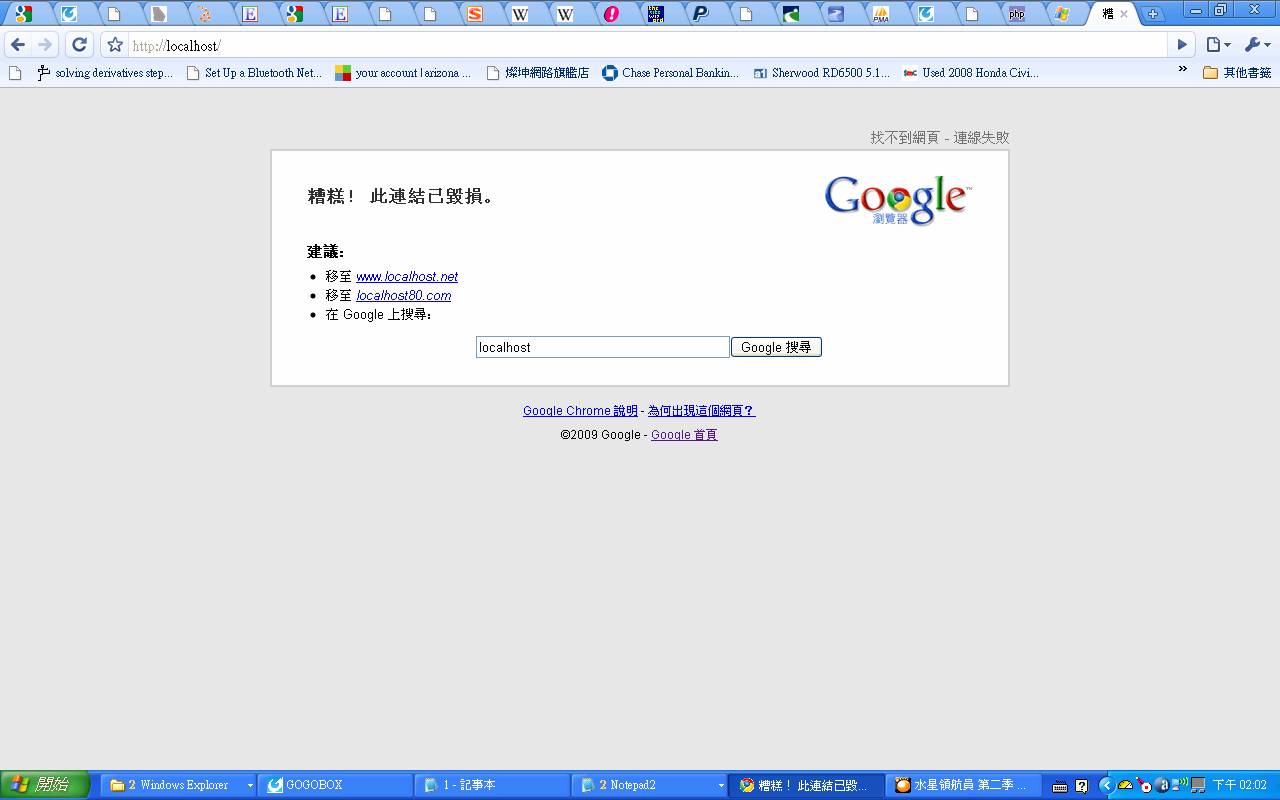 糟
http://localhost/
solving derivatives step... Set Up a Bluetooth Net... your account | arizona ... 燦坤網路旗艦店 Chase Personal Bankin... Sherwood RD6500 5.1... Used 2008 Honda Civi... » 其他書籤
找不到網頁 - 連線失敗
糟糕！ 此連結已毀損。
Google™
瀏覽器
建議：
• 移至 www.localhost.net
• 移至 localhost80.com
• 在 Google 上搜尋：
localhost Google 搜尋
Google Chrome 說明 - 為何出現這個網頁？
©2009 Google - Google 首頁
開始 2 Windows Explorer GOGOBOX 1 - 記事本 2 Notepad2 糟糕！ 此連結已毀... 水星領航員 第二季 ... 下午 02:02